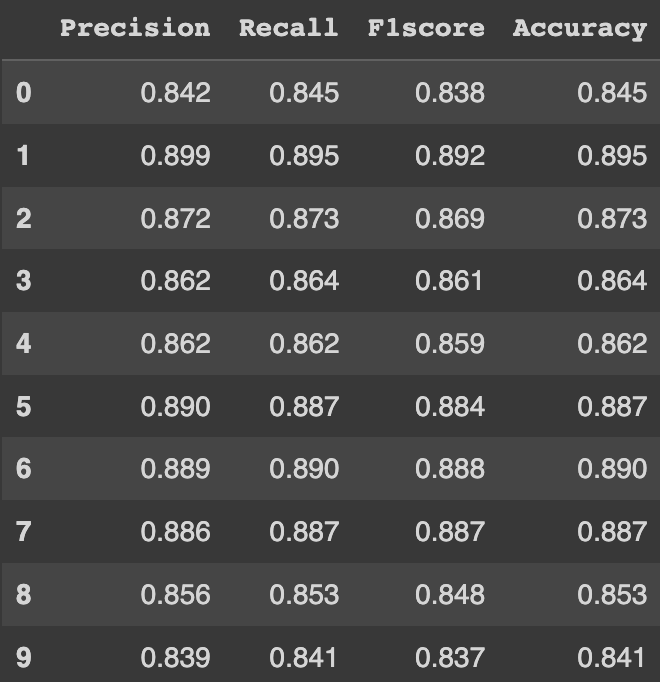 Precision Recall F1score Accuracy
0 0.842 0.845 0.838 0.845
1 0.899 0.895 0.892 0.895
2 0.872 0.873 0.869 0.873
3 0.862 0.864 0.861 0.864
4 0.862 0.862 0.859 0.862
5 0.890 0.887 0.884 0.887
6 0.889 0.890 0.888 0.890
7 0.886 0.887 0.887 0.887
8 0.856 0.853 0.848 0.853
9 0.839 0.841 0.837 0.841